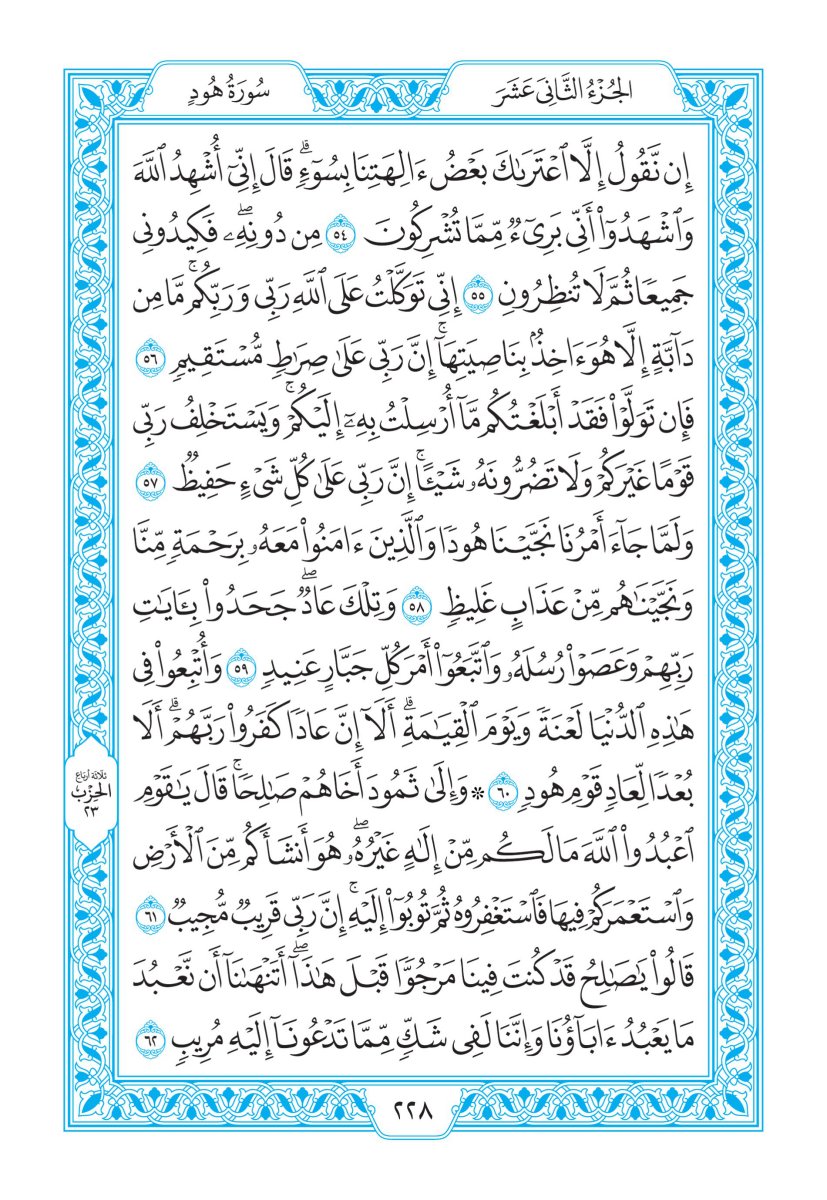 الجُزْءُ الثَّانِيَ عَشَرَ
سُورَةُ هُودٍ
إِن نَّقُولُ إِلَّا ٱعْتَرَىٰكَ بَعْضُ ءَالِهَتِنَا بِسُوٓءٍۗ قَالَ إِنِّىٓ أُشْهِدُ ٱللَّهَ
وَٱشْهَدُوٓا۟ أَنِّى بَرِىٓءٌ مِّمَّا تُشْرِكُونَ ٥٤ مِن دُونِهِۦۖ فَكِيدُونِى
جَمِيعًا ثُمَّ لَا تُنظِرُونِ ٥٥ إِنِّى تَوَكَّلْتُ عَلَى ٱللَّهِ رَبِّى وَرَبِّكُمۚ مَّا مِن
دَآبَّةٍ إِلَّا هُوَ ءَاخِذٌۢ بِنَاصِيَتِهَآۚ إِنَّ رَبِّى عَلَىٰ صِرَٰطٍ مُّسْتَقِيمٍ ٥٦
فَإِن تَوَلَّوْا۟ فَقَدْ أَبْلَغْتُكُم مَّآ أُرْسِلْتُ بِهِۦٓ إِلَيْكُمْۚ وَيَسْتَخْلِفُ رَبِّى
قَوْمًا غَيْرَكُمْ وَلَا تَضُرُّونَهُۥ شَيْـًٔاۚ إِنَّ رَبِّى عَلَىٰ كُلِّ شَىْءٍ حَفِيظٌ ٥٧
وَلَمَّا جَآءَ أَمْرُنَا نَجَّيْنَا هُودًا وَٱلَّذِينَ ءَامَنُوا۟ مَعَهُۥ بِرَحْمَةٍ مِّنَّا
وَنَجَّيْنَٰهُم مِّنْ عَذَابٍ غَلِيظٍ ٥٨ وَتِلْكَ عَادٌۖ جَحَدُوا۟ بِـَٔايَٰتِ
رَبِّهِمْ وَعَصَوْا۟ رُسُلَهُۥ وَٱتَّبَعُوٓا۟ أَمْرَ كُلِّ جَبَّارٍ عَنِيدٍ ٥٩ وَأُتْبِعُوا۟ فِى
هَٰذِهِ ٱلدُّنْيَا لَعْنَةً وَيَوْمَ ٱلْقِيَٰمَةِۗ أَلَآ إِنَّ عَادًا كَفَرُوا۟ رَبَّهُمْۗ أَلَا
بُعْدًا لِّعَادٍ قَوْمِ هُودٍ ٦٠ ۞ وَإِلَىٰ ثَمُودَ أَخَاهُمْ صَٰلِحًاۚ قَالَ يَٰقَوْمِ
ٱعْبُدُوا۟ ٱللَّهَ مَا لَكُم مِّنْ إِلَٰهٍ غَيْرُهُۥۖ هُوَ أَنشَأَكُم مِّنَ ٱلْأَرْضِ
وَٱسْتَعْمَرَكُمْ فِيهَا فَٱسْتَغْفِرُوهُ ثُمَّ تُوبُوٓا۟ إِلَيْهِۚ إِنَّ رَبِّى قَرِيبٌ مُّجِيبٌ ٦١
قَالُوا۟ يَٰصَٰلِحُ قَدْ كُنتَ فِينَا مَرْجُوًّا قَبْلَ هَٰذَآۖ أَتَنْهَىٰنَآ أَن نَّعْبُدَ
مَا يَعْبُدُ ءَابَآؤُنَا وَإِنَّنَا لَفِى شَكٍّ مِّمَّا تَدْعُونَآ إِلَيْهِ مُرِيبٍ ٦٢
ثَلَاثَة أَرْبَاع
الحِزْب
٢٣
٢٢٨